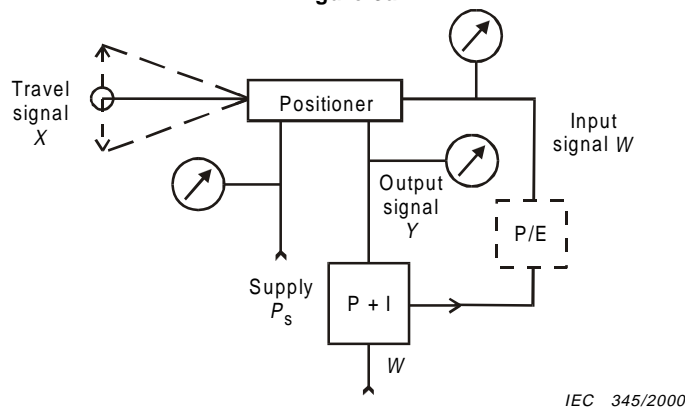 Positioner
Travel
signal
X
Input
signal W
Output
signal
Y
P/E
Supply
Ps
P + I
W
IEC 345/2000